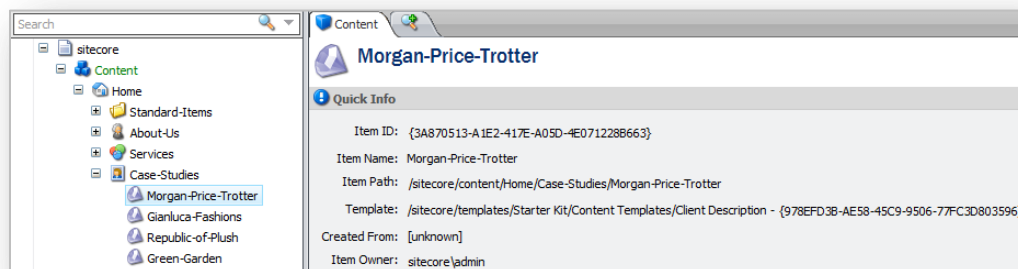 Search
sitecore
Content
Home
Standard-Items
About-Us
Services
Case-Studies
Morgan-Price-Trotter
Gianluca-Fashions
Republic-of-Plush
Green-Garden
Content
Morgan-Price-Trotter
Quick Info
Item ID: {3A870513-A1E2-417E-A05D-4E071228B663}
Item Name: Morgan-Price-Trotter
Item Path: /sitecore/content/Home/Case-Studies/Morgan-Price-Trotter
Template: /sitecore/templates/Starter Kit/Content Templates/Client Description - {978EFD3B-AE58-45C9-9506-77FC3D803596
Created From: [unknown]
Item Owner: sitecore\admin